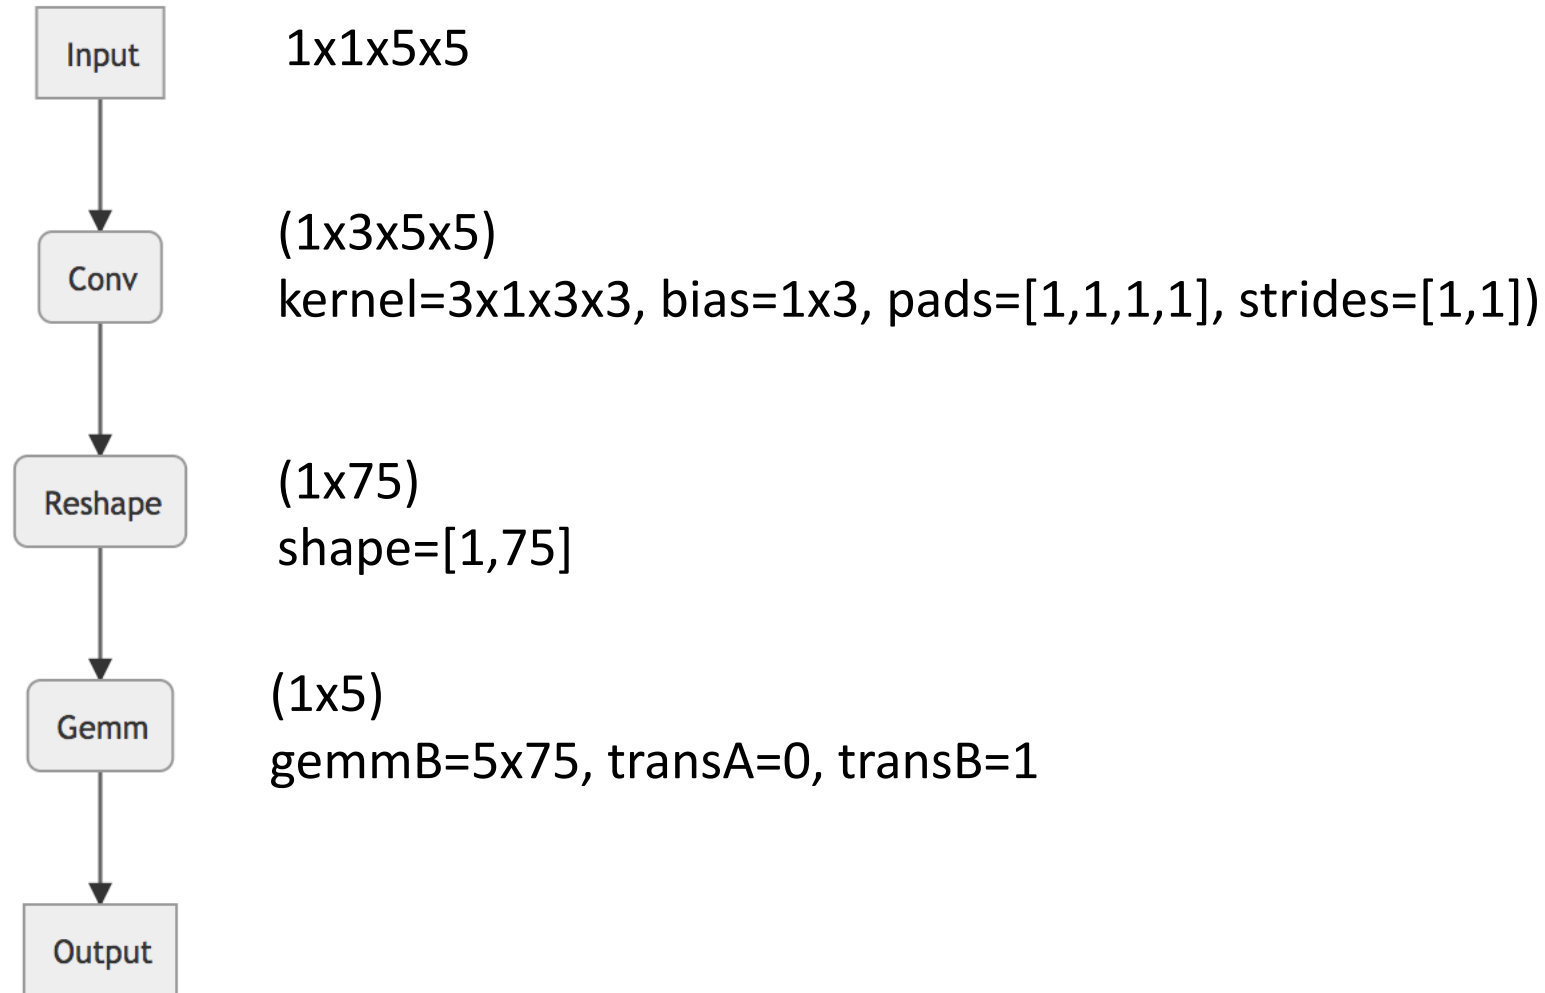 Input
1x1x5x5
Conv
(1x3x5x5)
kernel=3x1x3x3, bias=1x3, pads=[1,1,1,1], strides=[1,1])
Reshape
(1x75)
shape=[1,75]
Gemm
(1x5)
gemmB=5x75, transA=0, transB=1
Output